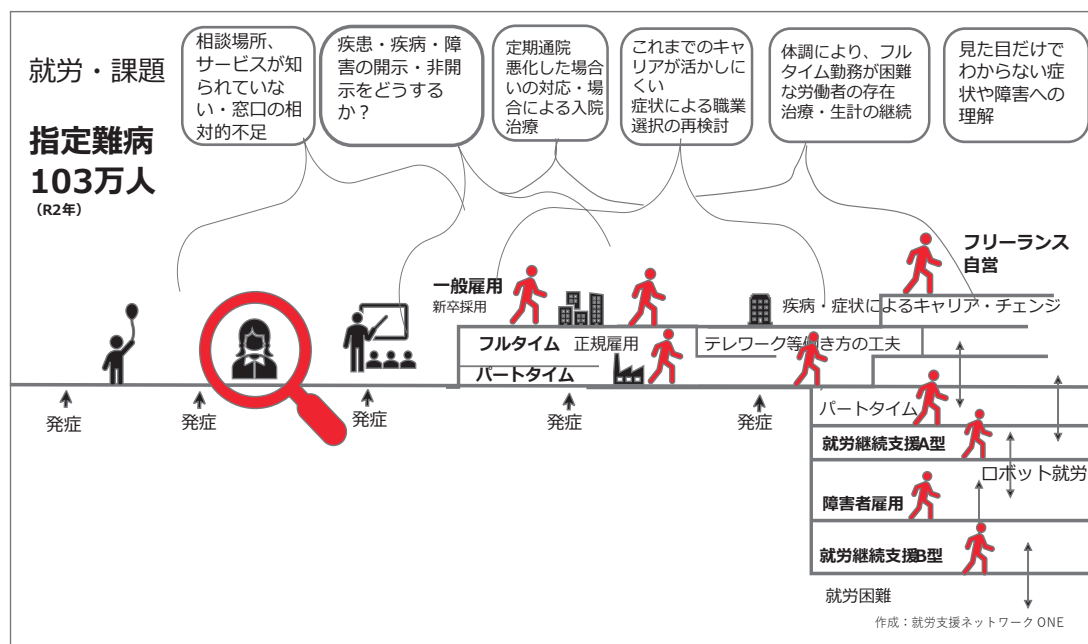 就労・課題
指定難病
103万人
(R2年)
相談場所、
サービスが知
られていな
い・窓口の相
対的不足
疾患・疾病・障
害の開示・非開
示をどうする
か？
定期通院
悪化した場合
いの対応・場
合による入院
治療
これまでのキャ
リアが活かしに
くい
症状による職業
選択の再検討
体調により、フル
タイム勤務が困難
な労働者の存在
治療・生計の継続
見た目だけで
わからない症
状や障害への
理解
フリーランス
自営
一般雇用
新卒採用
疾病・症状によるキャリア・チェンジ
フルタイム 正規雇用
テレワーク等働き方の工夫
パートタイム
発症
発症
発症
発症
発症
パートタイム
就労継続支援A型
ロボット就労
障害者雇用
就労継続支援B型
就労困難
作成：就労支援ネットワークONE